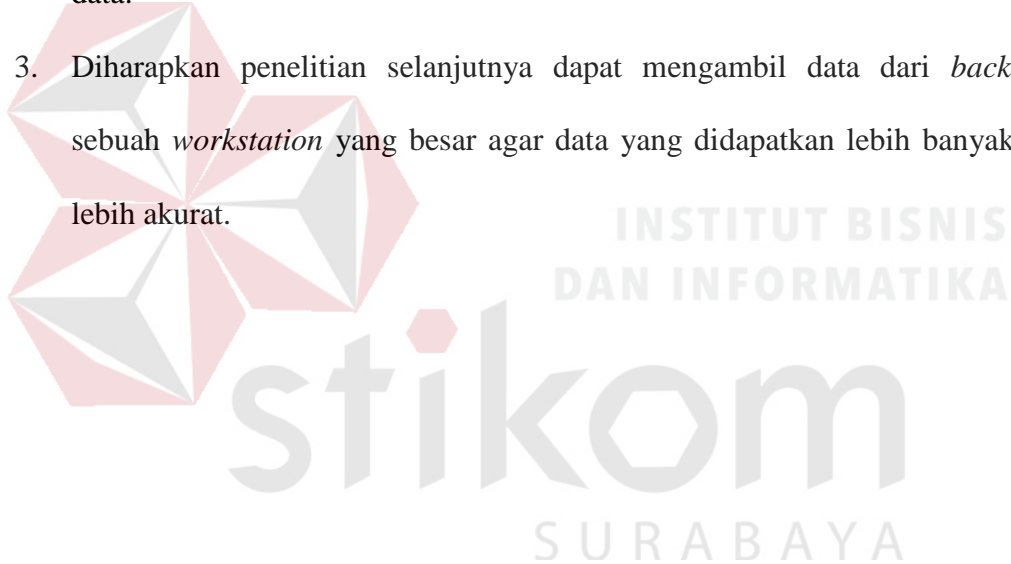 data.
3. Diharapkan penelitian selanjutnya dapat mengambil data dari back
sebuah workstation yang besar agar data yang didapatkan lebih banyak
lebih akurat.
INSTITUT BISNIS
DAN INFORMATIKA
stikom
SURABAYA